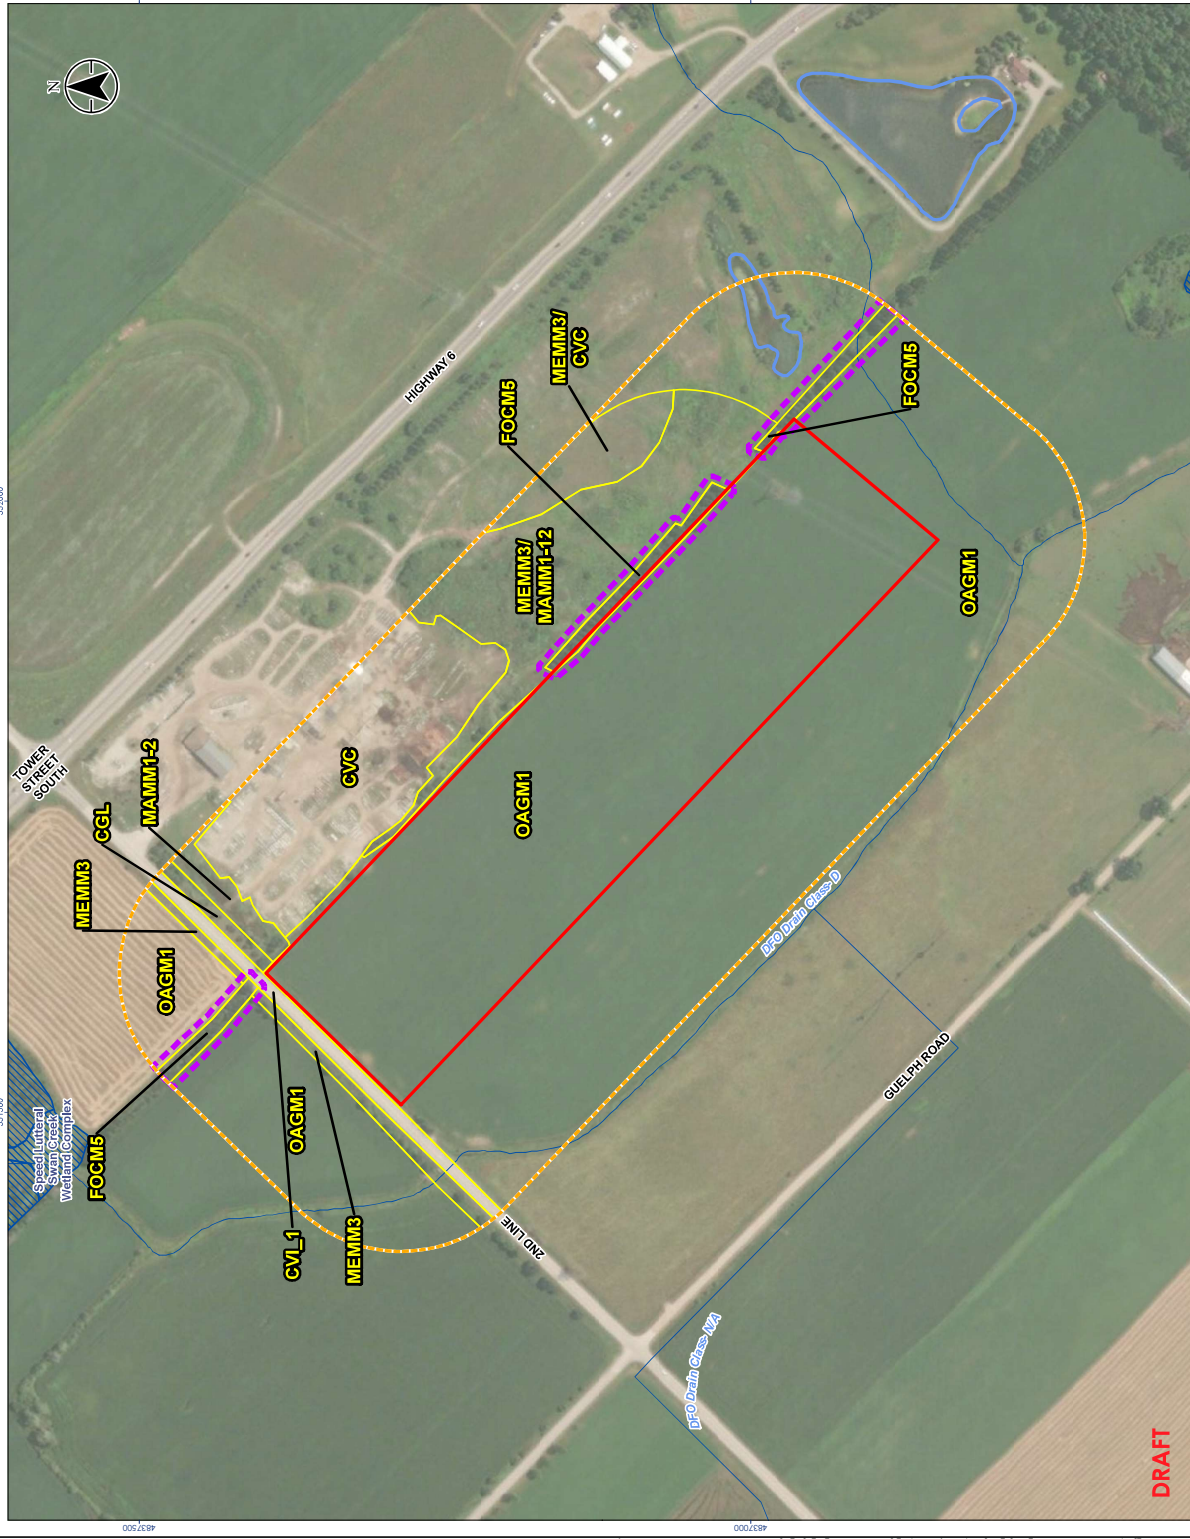 N
TOWER
STREET
SOUTH
HIGHWAY 6
MEMM3
CGL
MAMM1-2
OAGM1
CVC
FOCM5
MEMM3/
CVC
FOCM5
MEMM3/
MAMM1-12
OAGM1
OAGM1
Speed Lutteral
Swan Creek
Wetland Complex
FOCM5
OAGM1
CVI_1
MEMM3
2ND LINE
DFO Drain Class- D
GUELPH ROAD
DFO Drain Class- N/A
4837500
4837000
DRAFT